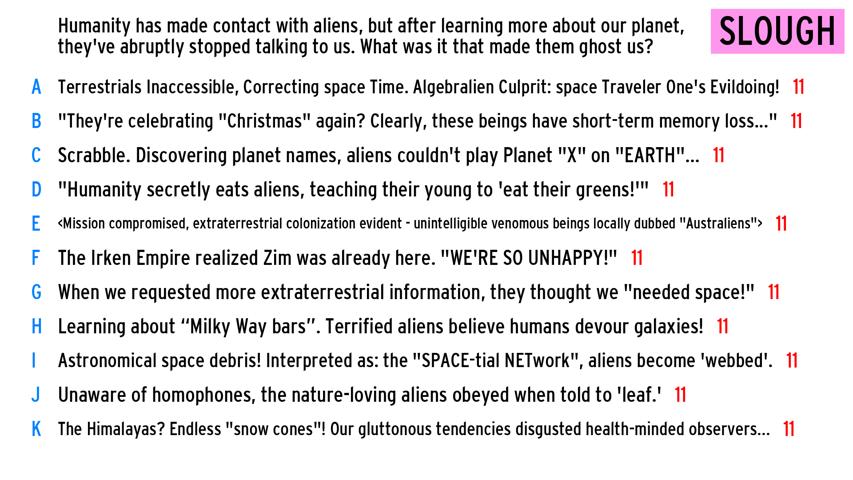 Humanity has made contact with aliens, but after learning more about our planet,
they've abruptly stopped talking to us. What was it that made them ghost us?
SLOUGH
A Terrestrials Inaccessible, Correcting space Time. Algebralien Culprit: space Traveler One's Evildoing! 11
B "They're celebrating "Christmas" again? Clearly, these beings have short-term memory loss..." 11
C Scrabble. Discovering planet names, aliens couldn't play Planet "X" on "EARTH"... 11
D "Humanity secretly eats aliens, teaching their young to 'eat their greens!'" 11
E <Mission compromised, extraterrestrial colonization evident - unintelligible venomous beings locally dubbed "Australiens"> 11
F The Irken Empire realized Zim was already here. "WE'RE SO UNHAPPY!" 11
G When we requested more extraterrestrial information, they thought we "needed space!" 11
H Learning about “Milky Way bars”. Terrified aliens believe humans devour galaxies! 11
I Astronomical space debris! Interpreted as: the "SPACE-tial NETwork", aliens become 'webbed'. 11
J Unaware of homophones, the nature-loving aliens obeyed when told to 'leaf.' 11
K The Himalayas? Endless "snow cones"! Our gluttonous tendencies disgusted health-minded observers... 11